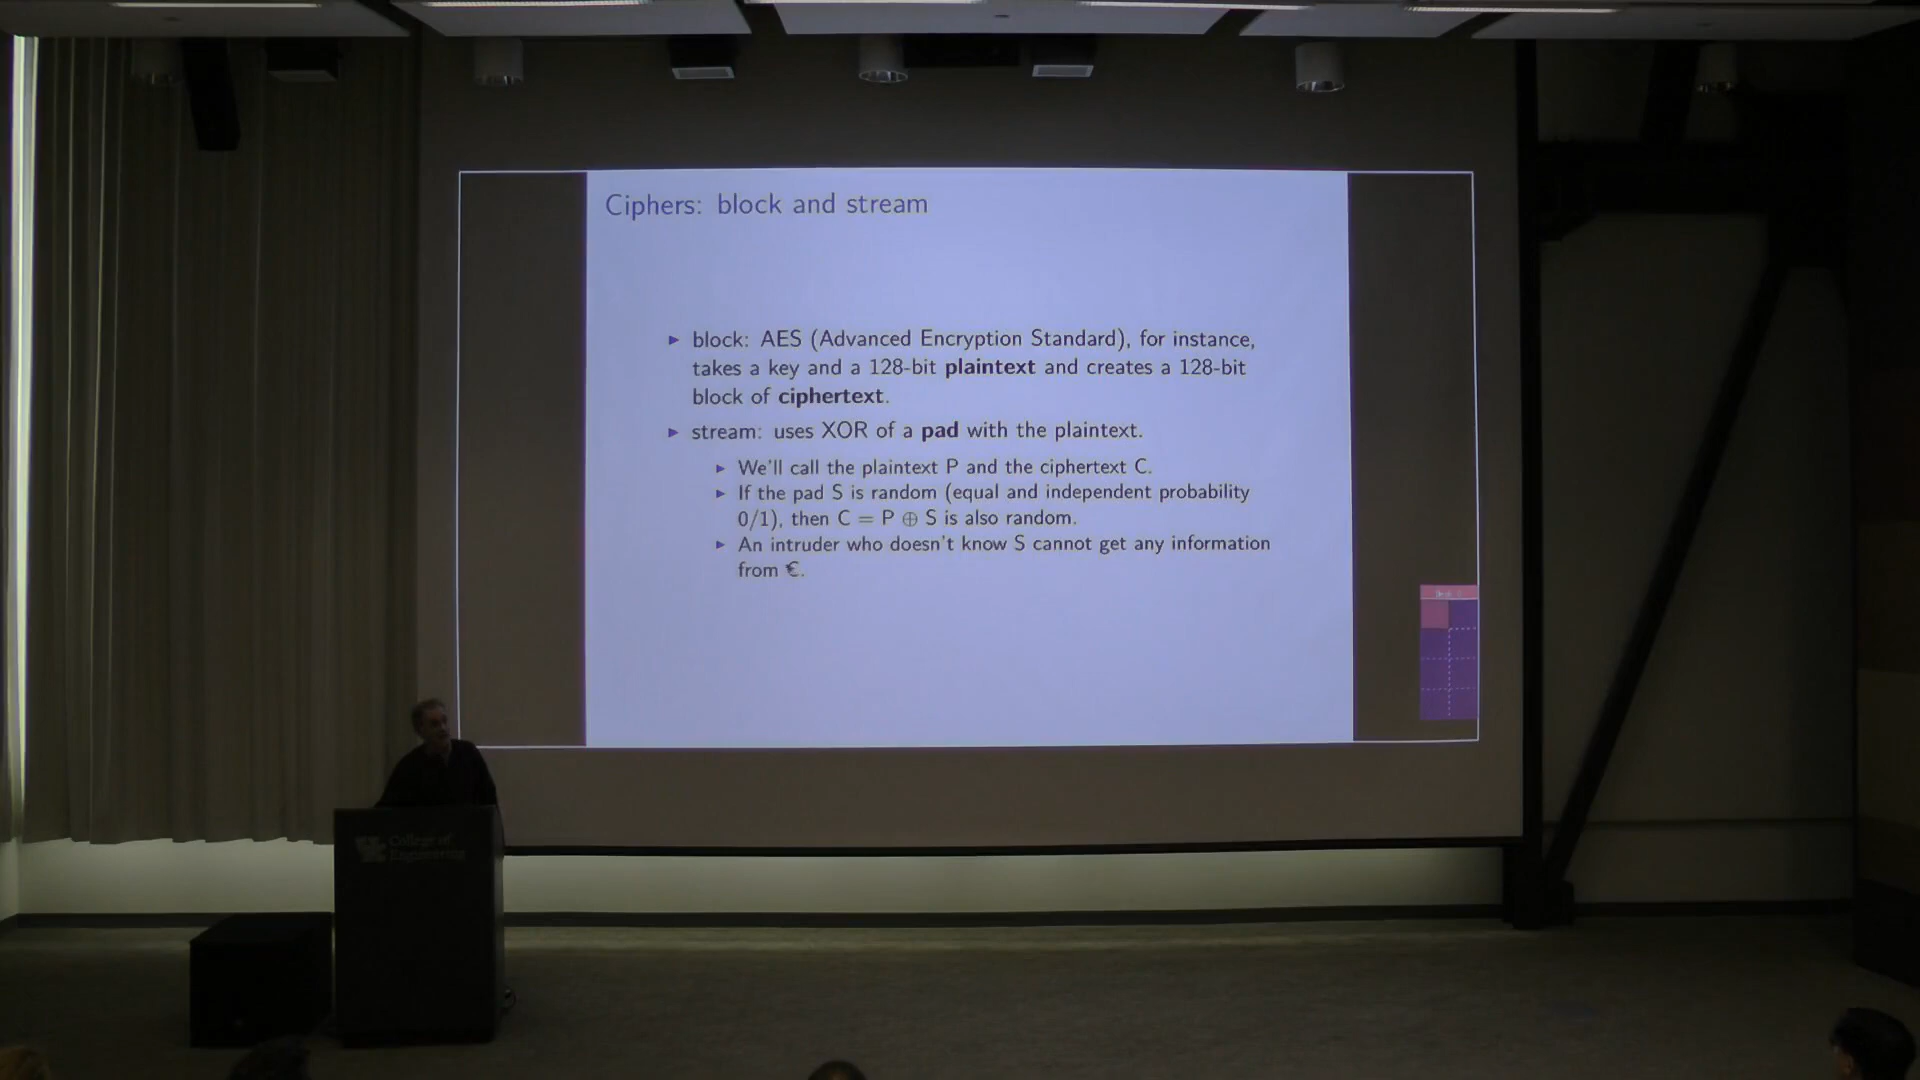 Ciphers: block and stream
▸ block: AES (Advanced Encryption Standard), for instance,
takes a key and a 128-bit plaintext and creates a 128-bit
block of ciphertext.
▸ stream: uses XOR of a pad with the plaintext.
▸ We'll call the plaintext P and the ciphertext C.
▸ If the pad S is random (equal and independent probability
0/1), then C = P ⊕ S is also random.
▸ An intruder who doesn't know S cannot get any information
from €.
College of
Engineering